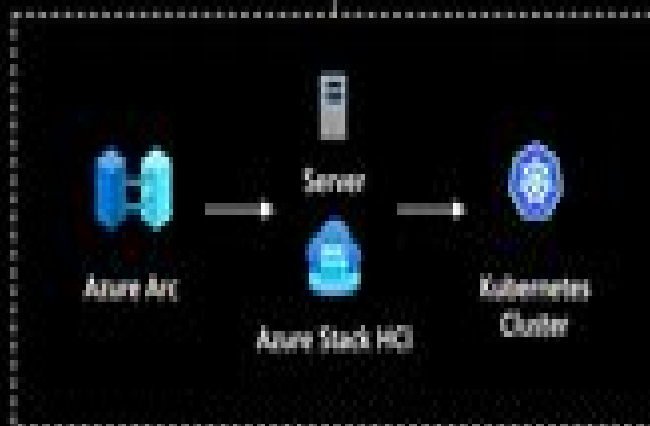 Server
Azure Arc
Azure Stack HCI
Kubernetes
Cluster